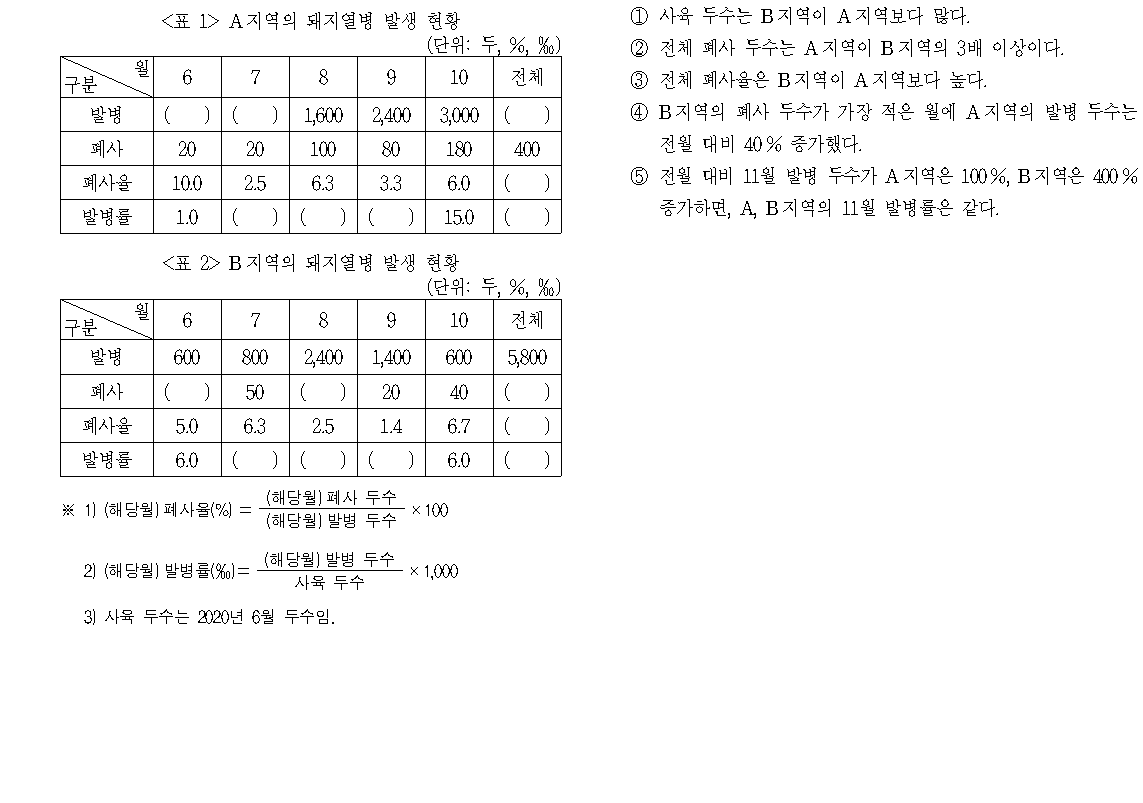 <표 1> A지역의 돼지열병 발생 현황
(단위: 두, %, ‰)
구분 월 6 7 8 9 10 전체
발병 ( ) ( ) 1,600 2,400 3,000 ( )
폐사 20 20 100 80 180 400
폐사율 10.0 2.5 6.3 3.3 6.0 ( )
발병률 1.0 ( ) ( ) ( ) 15.0 ( )
<표 2> B지역의 돼지열병 발생 현황
(단위: 두, %, ‰)
구분 월 6 7 8 9 10 전체
발병 600 800 2,400 1,400 600 5,800
폐사 ( ) 50 ( ) 20 40 ( )
폐사율 5.0 6.3 2.5 1.4 6.7 ( )
발병률 6.0 ( ) ( ) ( ) 6.0 ( )
※ 1) (해당월) 폐사율(%) = (해당월) 폐사 두수 / (해당월) 발병 두수 × 100
2) (해당월) 발병률(‰) = (해당월) 발병 두수 / 사육 두수 × 1,000
3) 사육 두수는 2020년 6월 두수임.
① 사육 두수는 B지역이 A지역보다 많다.
② 전체 폐사 두수는 A지역이 B지역의 3배 이상이다.
③ 전체 폐사율은 B지역이 A지역보다 높다.
④ B지역의 폐사 두수가 가장 적은 월에 A지역의 발병 두수는
전월 대비 40% 증가했다.
⑤ 전월 대비 11월 발병 두수가 A지역은 100%, B지역은 400%
증가하면, A, B지역의 11월 발병률은 같다.